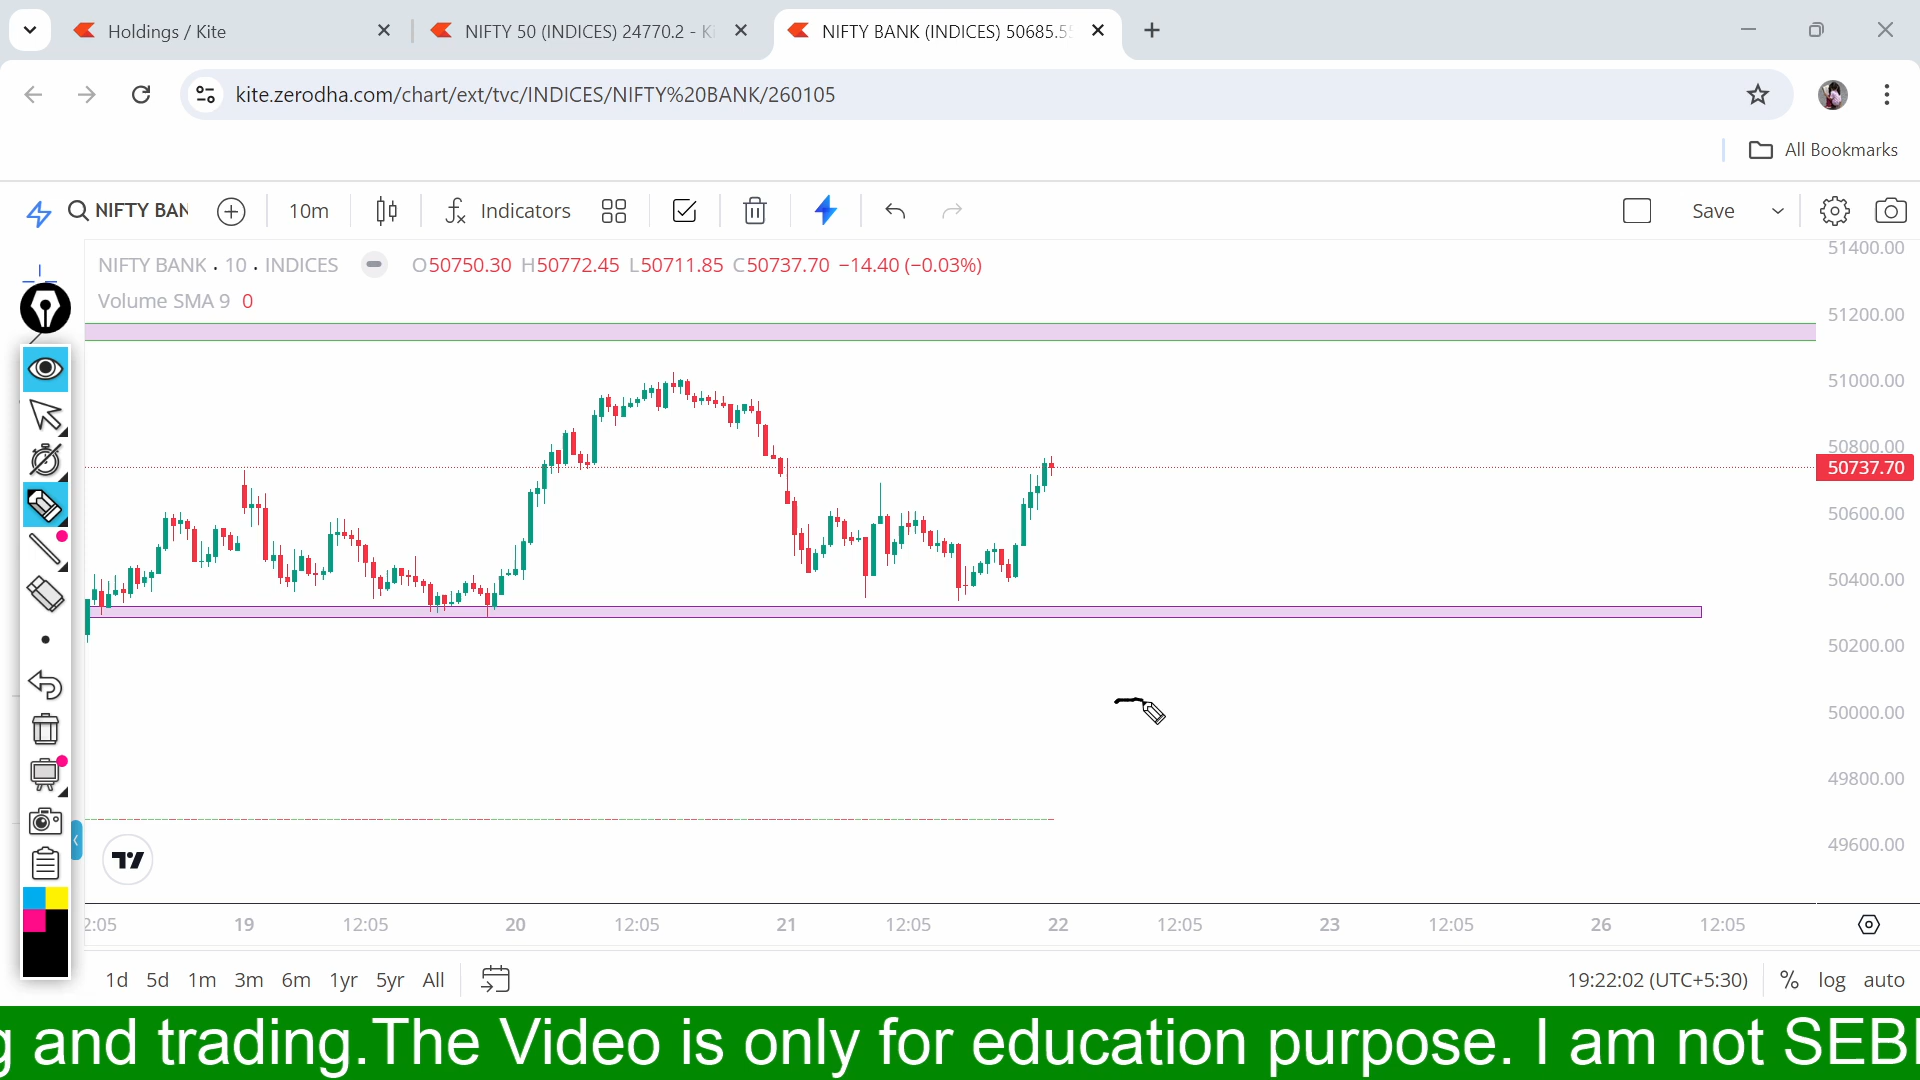 Holdings / Kite
NIFTY 50 (INDICES) 24770.2 - Ki
NIFTY BANK (INDICES) 50685.55
kite.zerodha.com/chart/ext/tvc/INDICES/NIFTY%20BANK/260105
All Bookmarks
NIFTY BAN
10m
Indicators
Save
NIFTY BANK . 10 . INDICES
O50750.30 H50772.45 L50711.85 C50737.70 −14.40 (−0.03%)
Volume SMA 9 0
51400.00
51200.00
51000.00
50800.00
50737.70
50600.00
50400.00
50200.00
50000.00
49800.00
49600.00
2:05 19 12:05 20 12:05 21 12:05 22 12:05 23 12:05 26 12:05
1d 5d 1m 3m 6m 1yr 5yr All
19:22:02 (UTC+5:30) % log auto
g and trading.The Video is only for education purpose. I am not SEBI